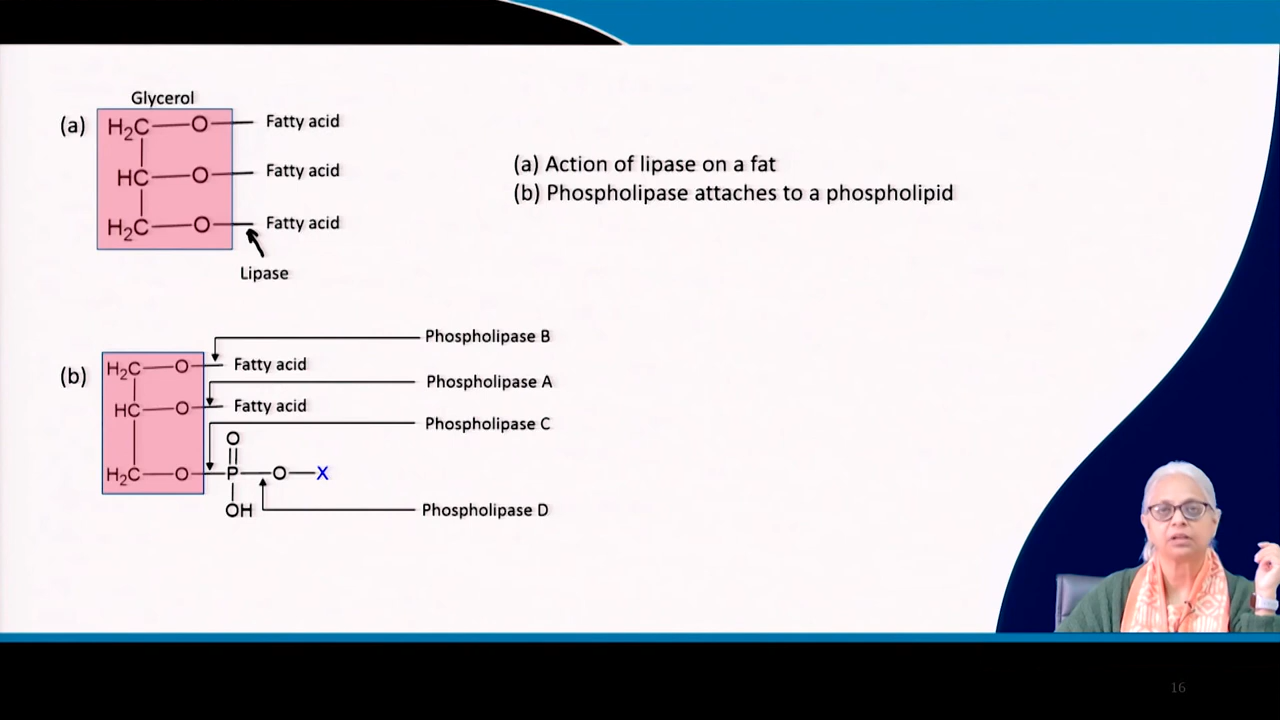 Glycerol
(a)
H2C—O— Fatty acid
HC—O— Fatty acid
H2C—O— Fatty acid
Lipase
(a) Action of lipase on a fat
(b) Phospholipase attaches to a phospholipid
(b)
Phospholipase B
H2C—O— Fatty acid
Phospholipase A
HC—O— Fatty acid
Phospholipase C
O
H2C—O—P—O—X
OH
Phospholipase D
16